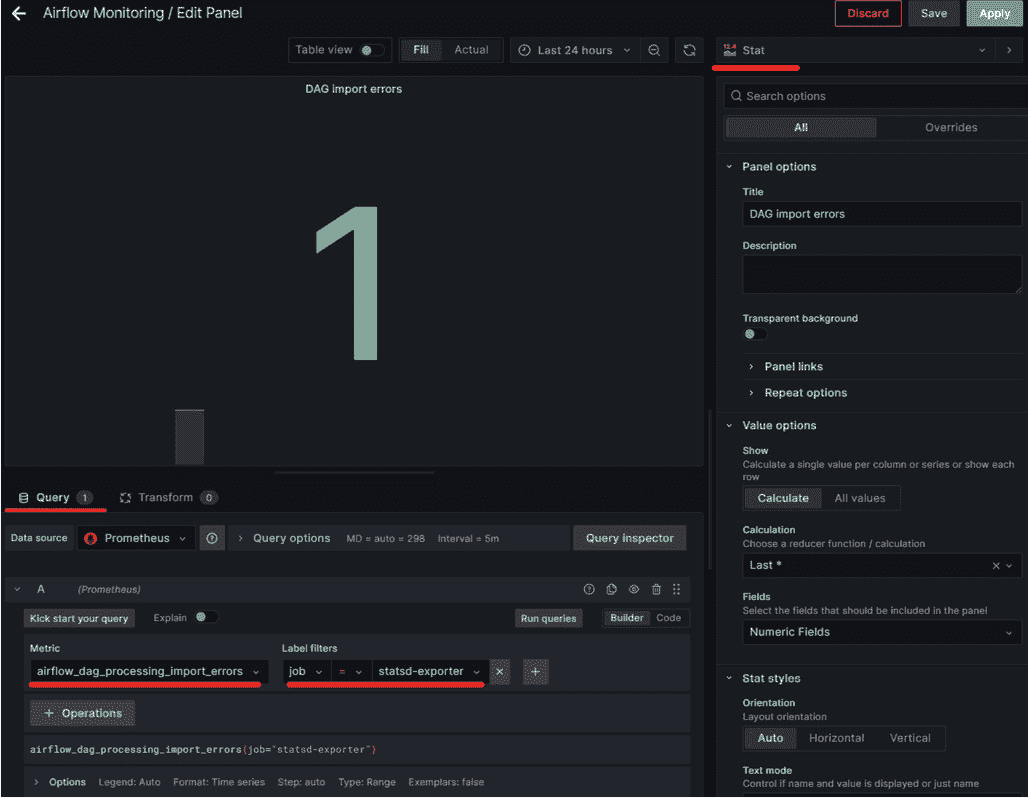 Airflow Monitoring / Edit Panel
Discard Save Apply
Table view Fill Actual Last 24 hours
12.4 Stat
DAG import errors
1
Search options
All Overrides
Panel options
Title
DAG import errors
Description
Transparent background
Panel links
Repeat options
Value options
Show
Calculate a single value per column or series or show each
row
Calculate All values
Calculation
Choose a reducer function / calculation
Last *
Fields
Select the fields that should be included in the panel
Numeric Fields
Stat styles
Orientation
Layout orientation
Auto Horizontal Vertical
Text mode
Control if name and value is displayed or just name
Query 1 Transform 0
Data source Prometheus Query options MD = auto = 298 Interval = 5m Query inspector
A (Prometheus)
Kick start your query Explain Run queries Builder Code
Metric Label filters
airflow_dag_processing_import_errors job = statsd-exporter
+ Operations
airflow_dag_processing_import_errors{job="statsd-exporter"}
Options Legend: Auto Format: Time series Step: auto Type: Range Exemplars: false